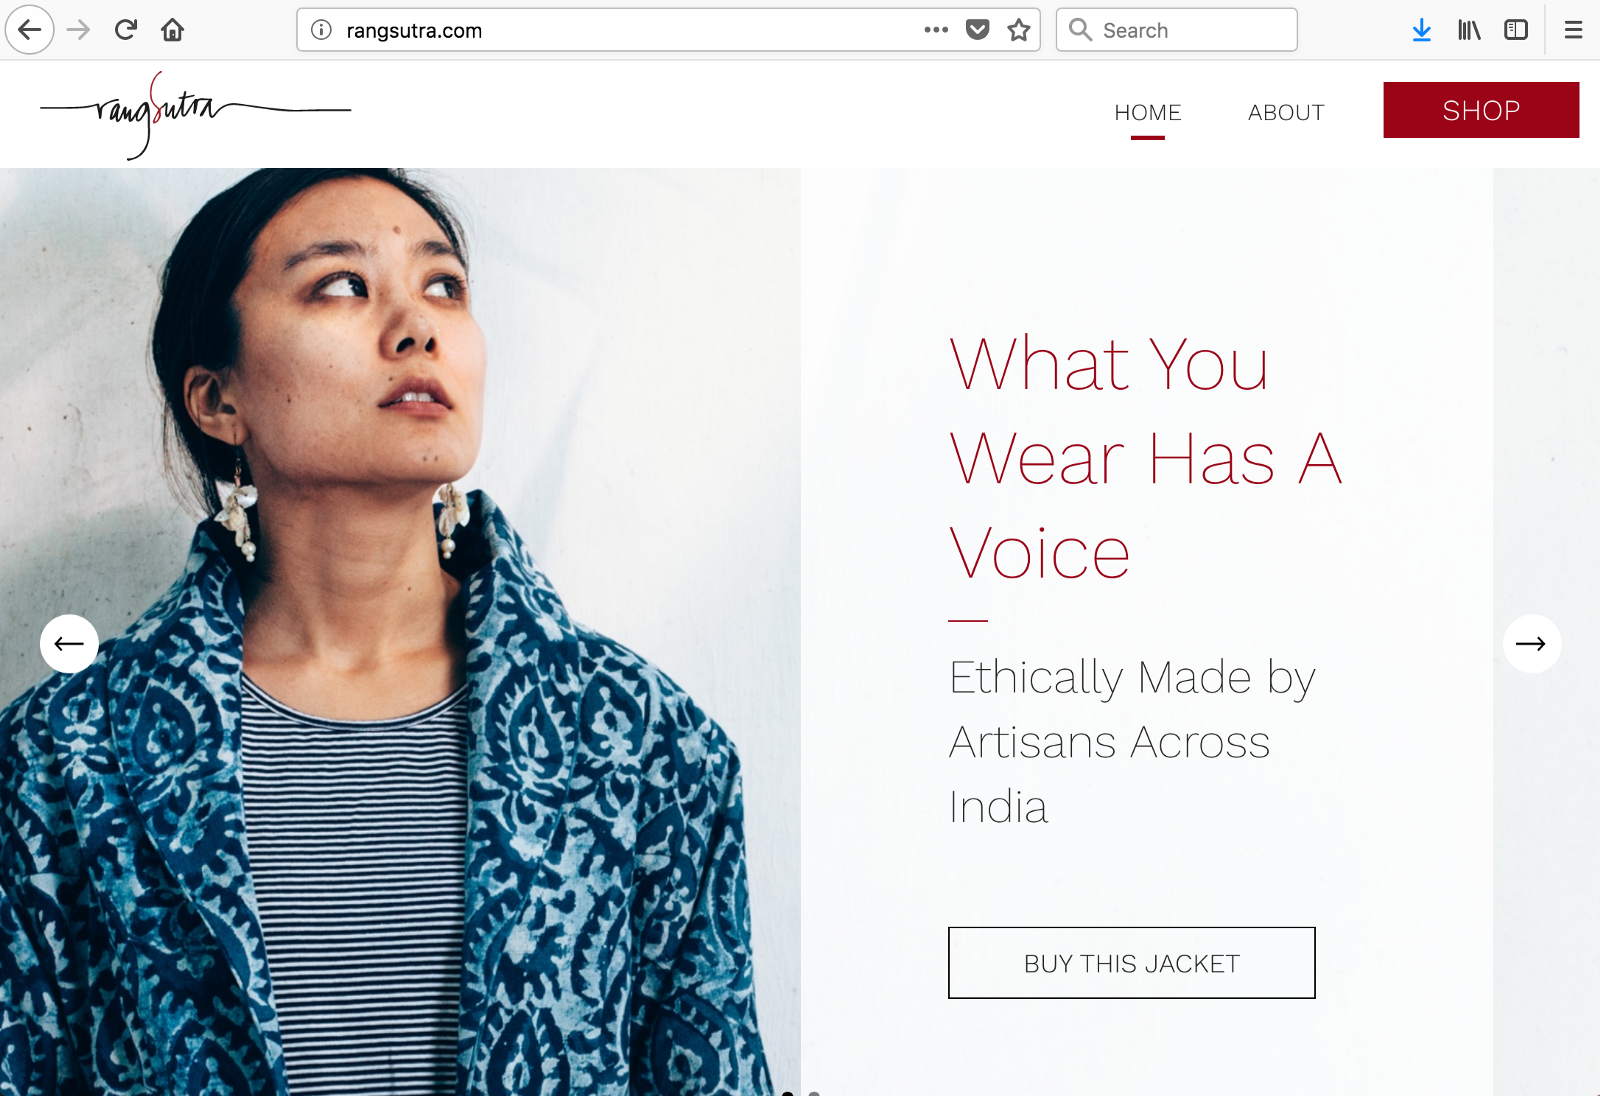 rangsutra.com
Search
rangSutra
HOME
ABOUT
SHOP
What You
Wear Has A
Voice
Ethically Made by
Artisans Across
India
BUY THIS JACKET